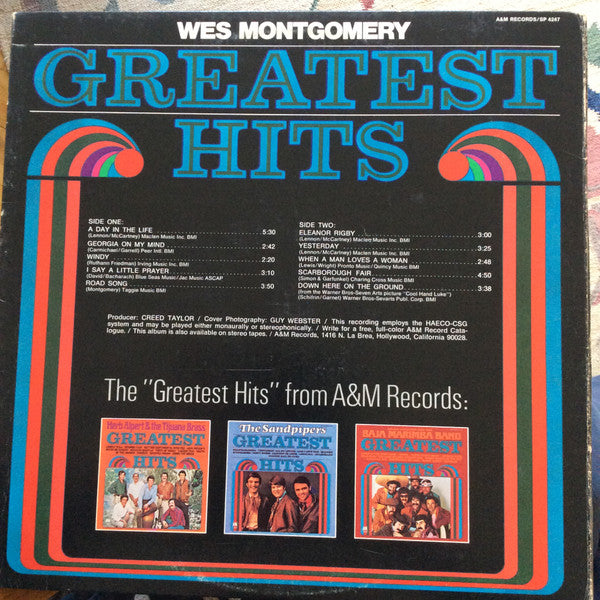 A&M RECORDS/SP 4247
WES MONTGOMERY
GREATEST
HITS
SIDE ONE:
A DAY IN THE LIFE 5:30
(Lennon/McCartney) Maclen Music Inc. BMI
GEORGIA ON MY MIND 2:42
(Carmichael/Garrell) Peer Intl. BMI
WINDY 2:20
(Ruthann Friedman) Irving Music Inc. BMI
I SAY A LITTLE PRAYER 3:10
(David/Bacharach) Blue Seas Music/Jac Music ASCAP
ROAD SONG 3:50
(Montgomery) Taggie Music BMI
SIDE TWO:
ELEANOR RIGBY 3:00
(Lennon/McCartney) Maclen Music Inc. BMI
YESTERDAY 3:25
(Lennon/McCartney) Maclen Music Inc. BMI
WHEN A MAN LOVES A WOMAN 2:48
(Lewis/Wright) Pronto Music/Quincy Music BMI
SCARBOROUGH FAIR 4:50
(Simon & Garfunkel) Charing Cross Music BMI
DOWN HERE ON THE GROUND 3:38
(from the Warner Bros-Seven Arts picture "Cool Hand Luke")
(Schifrin/Garnet) Warner Bros-Sevarts Publ. Corp. BMI
Producer: CREED TAYLOR / Cover Photography: GUY WEBSTER / This recording employs the HAECO-CSG
system and may be played either monaurally or stereophonically. / Write for a free, full-color A&M Record Cata-
logue. / This album is also available on stereo tapes. / A&M Records, 1416 N. La Brea, Hollywood, California 90028.
The "Greatest Hits" from A&M Records:
Herb Alpert & the Tijuana Brass
GREATEST
HITS
The Sandpipers
GREATEST
HITS
BAJA MARIMBA BAND
GREATEST
HITS